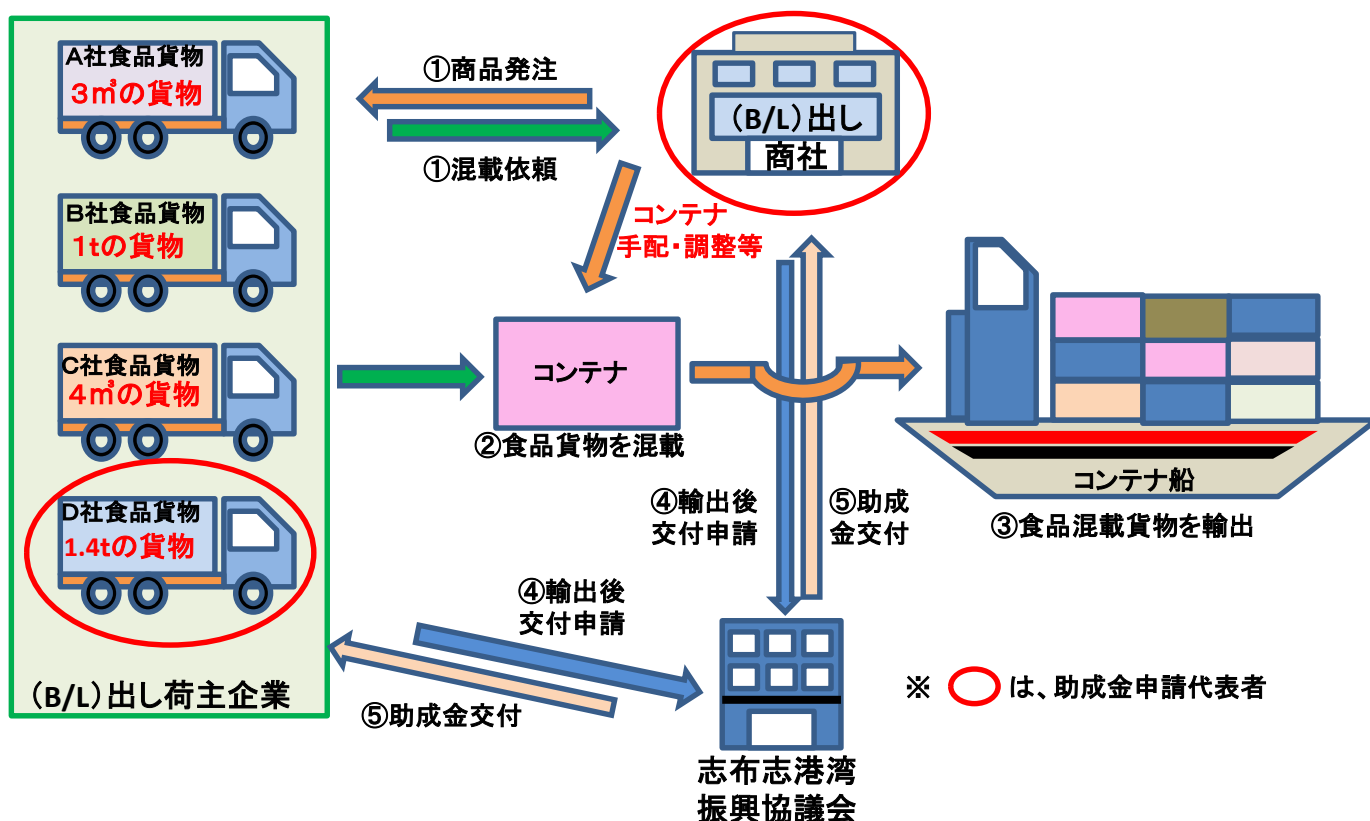 A社食品貨物
3㎥の貨物
B社食品貨物
1tの貨物
C社食品貨物
4㎥の貨物
D社食品貨物
1.4tの貨物
（B/L）出し荷主企業
①商品発注
①混載依頼
（B/L）出し
商社
コンテナ
手配・調整等
コンテナ
②食品貨物を混載
コンテナ船
③食品混載貨物を輸出
④輸出後
交付申請
⑤助成
金交付
④輸出後
交付申請
⑤助成金交付
志布志港湾
振興協議会
※ は、助成金申請代表者